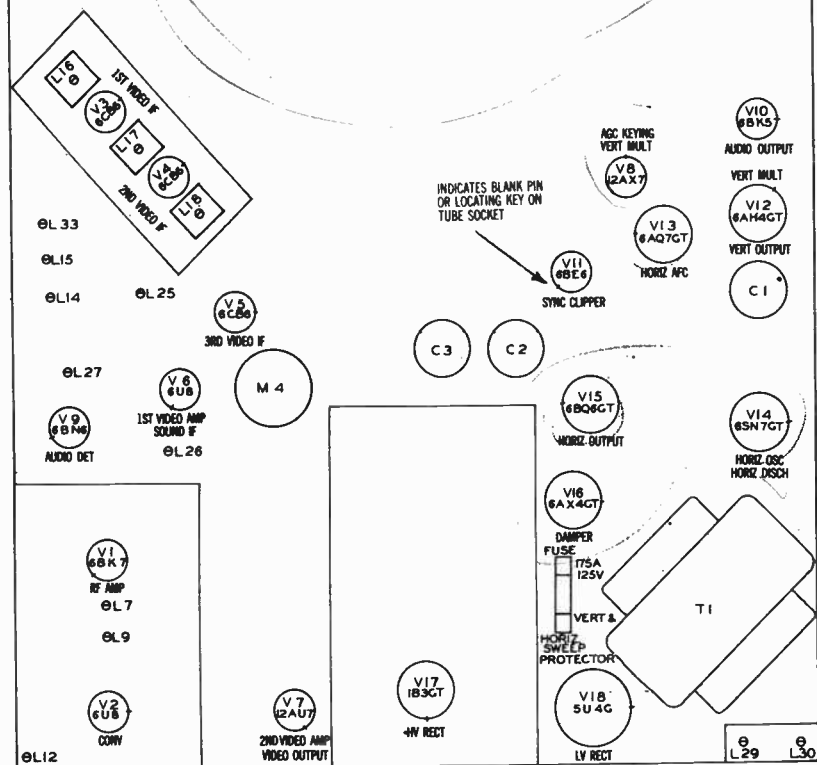 L16
1ST VIDEO IF
V3
6CB6
L17
V4
6CB6
2ND VIDEO IF
L18
V10
6BK5
AUDIO OUTPUT
AGC KEYING
VERT MULT
V8
12AX7
VERT MULT
V12
6AH4GT
VERT OUTPUT
INDICATES BLANK PIN
OR LOCATING KEY ON
TUBE SOCKET
V13
6AQ7GT
HORIZ AFC
V11
6BE6
SYNC CLIPPER
C1
L33
L15
L14
L25
V5
6CB6
3RD VIDEO IF
C3
C2
L27
V6
6U8
1ST VIDEO AMP
SOUND IF
M4
V9
6BN6
AUDIO DET
L26
V15
6BQ6GT
HORIZ OUTPUT
V14
6SN7GT
HORIZ OSC
HORIZ DISCH
V16
6AX4GT
DAMPER
FUSE
175A
125V
VERT &
HORIZ
SWEEP
PROTECTOR
T1
V1
6BK7
RF AMP
L7
L9
V2
6U8
CONV
L12
V7
12AU7
2ND VIDEO AMP
VIDEO OUTPUT
V17
1B3GT
HV RECT
V18
5U4G
LV RECT
L29
L30